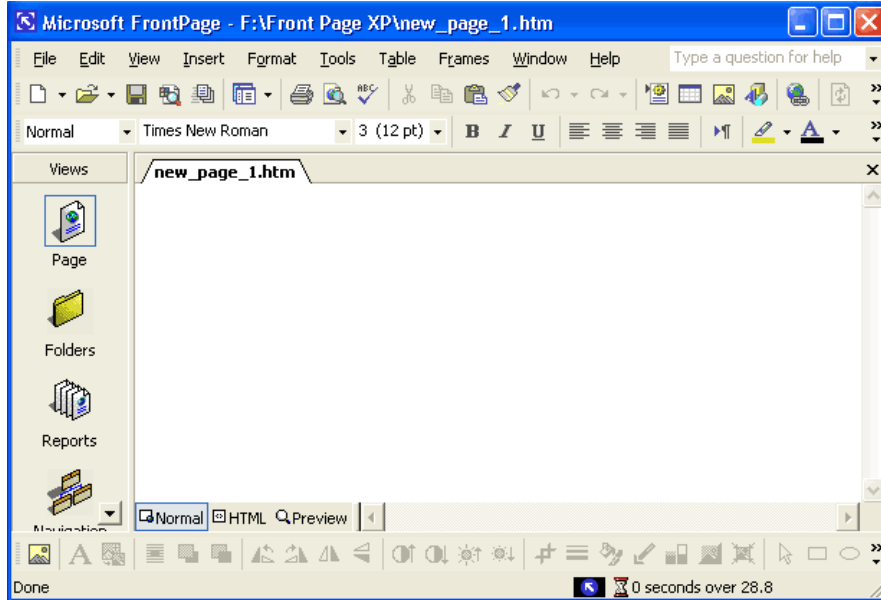 Microsoft FrontPage - F:\Front Page XP\new_page_1.htm
File Edit View Insert Format Tools Table Frames Window Help Type a question for help
Normal Times New Roman 3 (12 pt) B I U A
Views new_page_1.htm
Page
Folders
Reports
Navigation
Normal HTML Preview
A
Done 0 seconds over 28.8